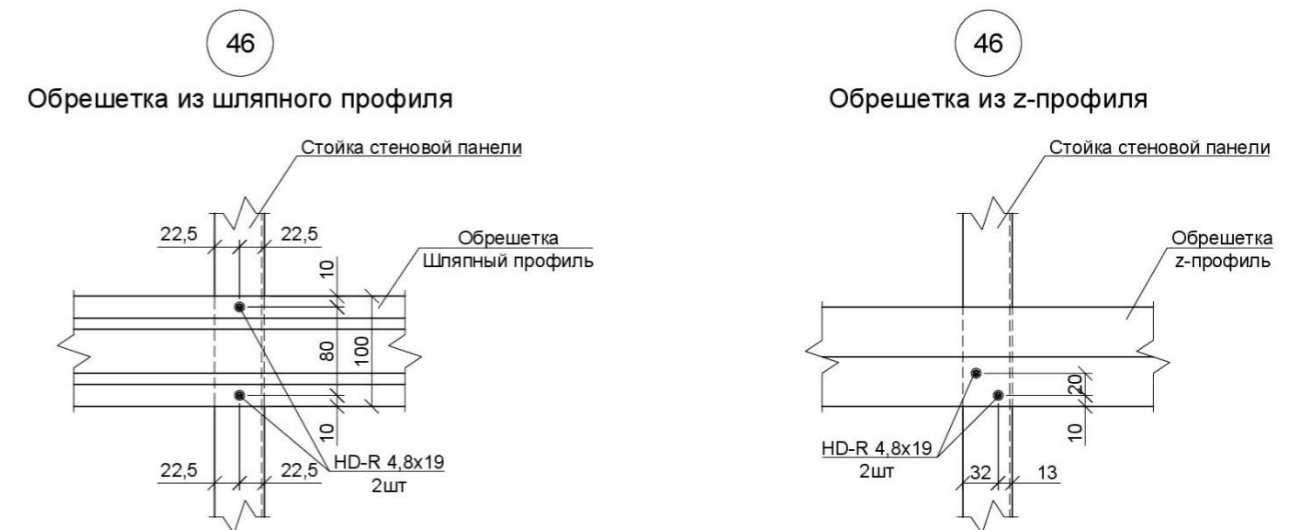 46
Обрешетка из шляпного профиля
Стойка стеновой панели
22,5
22,5
10
Обрешетка
Шляпный профиль
80
100
10
22,5
22,5
HD-R 4,8x19
2шт
46
Обрешетка из z-профиля
Стойка стеновой панели
Обрешетка
z-профиль
20
10
HD-R 4,8x19
2шт
32
13